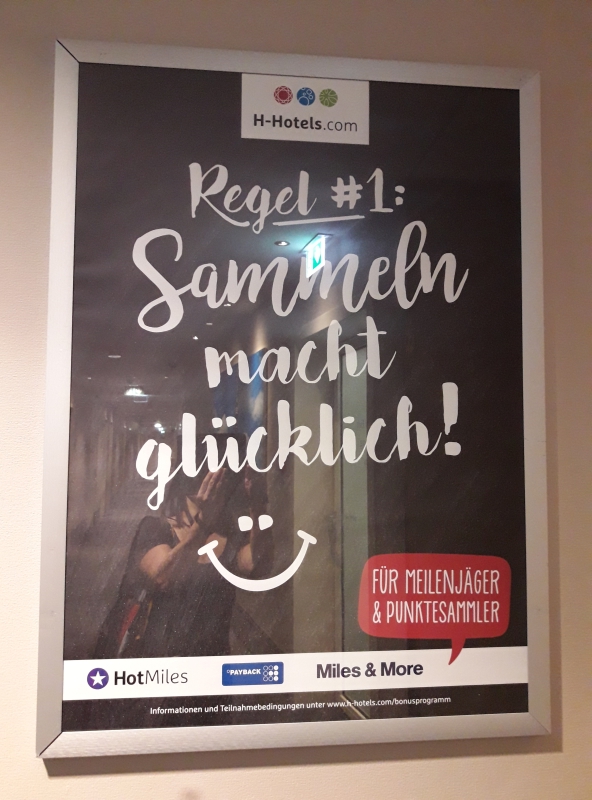 H-Hotels.com
Regel #1:
Sammeln
macht
glücklich!
FÜR MEILENJÄGER
& PUNKTESAMMLER
HotMiles
PAYBACK
Miles & More
Informationen und Teilnahmebedingungen unter www.h-hotels.com/bonusprogramm